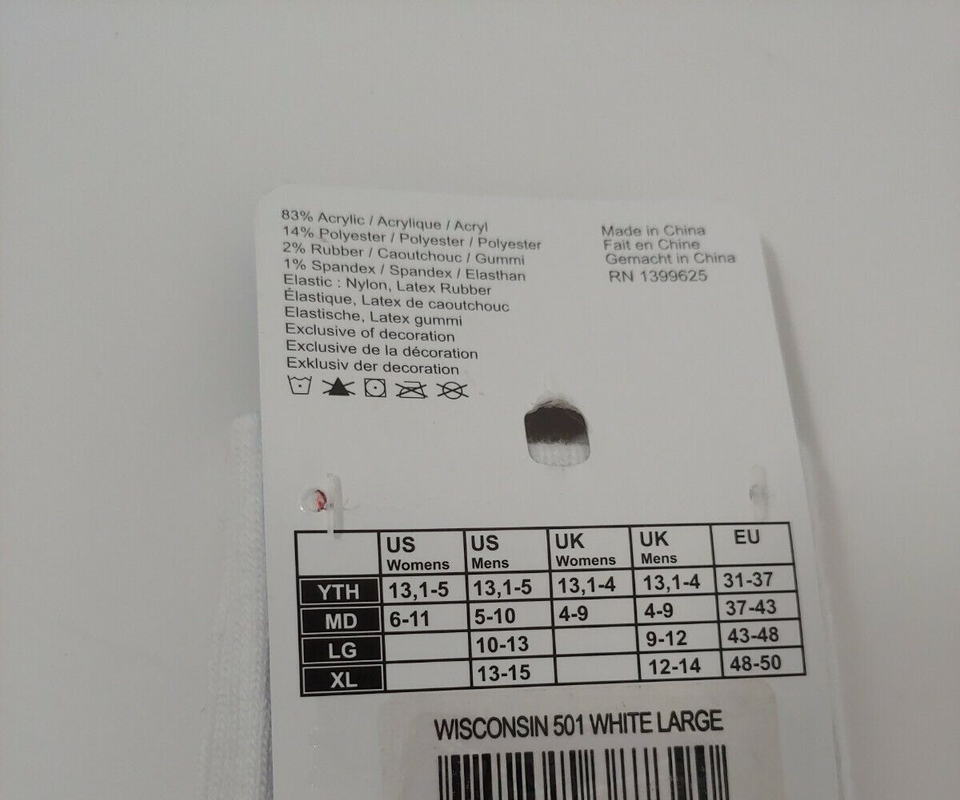 83% Acrylic / Acrylique / Acryl
14% Polyester / Polyester / Polyester
2% Rubber / Caoutchouc / Gummi
1% Spandex / Spandex / Elasthan
Elastic : Nylon, Latex Rubber
Élastique, Latex de caoutchouc
Elastische, Latex gummi
Exclusive of decoration
Exclusive de la décoration
Exklusiv der decoration
Made in China
Fait en Chine
Gemacht in China
RN 1399625
US Womens US Mens UK Womens UK Mens EU
YTH 13,1-5 13,1-5 13,1-4 13,1-4 31-37
MD 6-11 5-10 4-9 4-9 37-43
LG 10-13 9-12 43-48
XL 13-15 12-14 48-50
WISCONSIN 501 WHITE LARGE